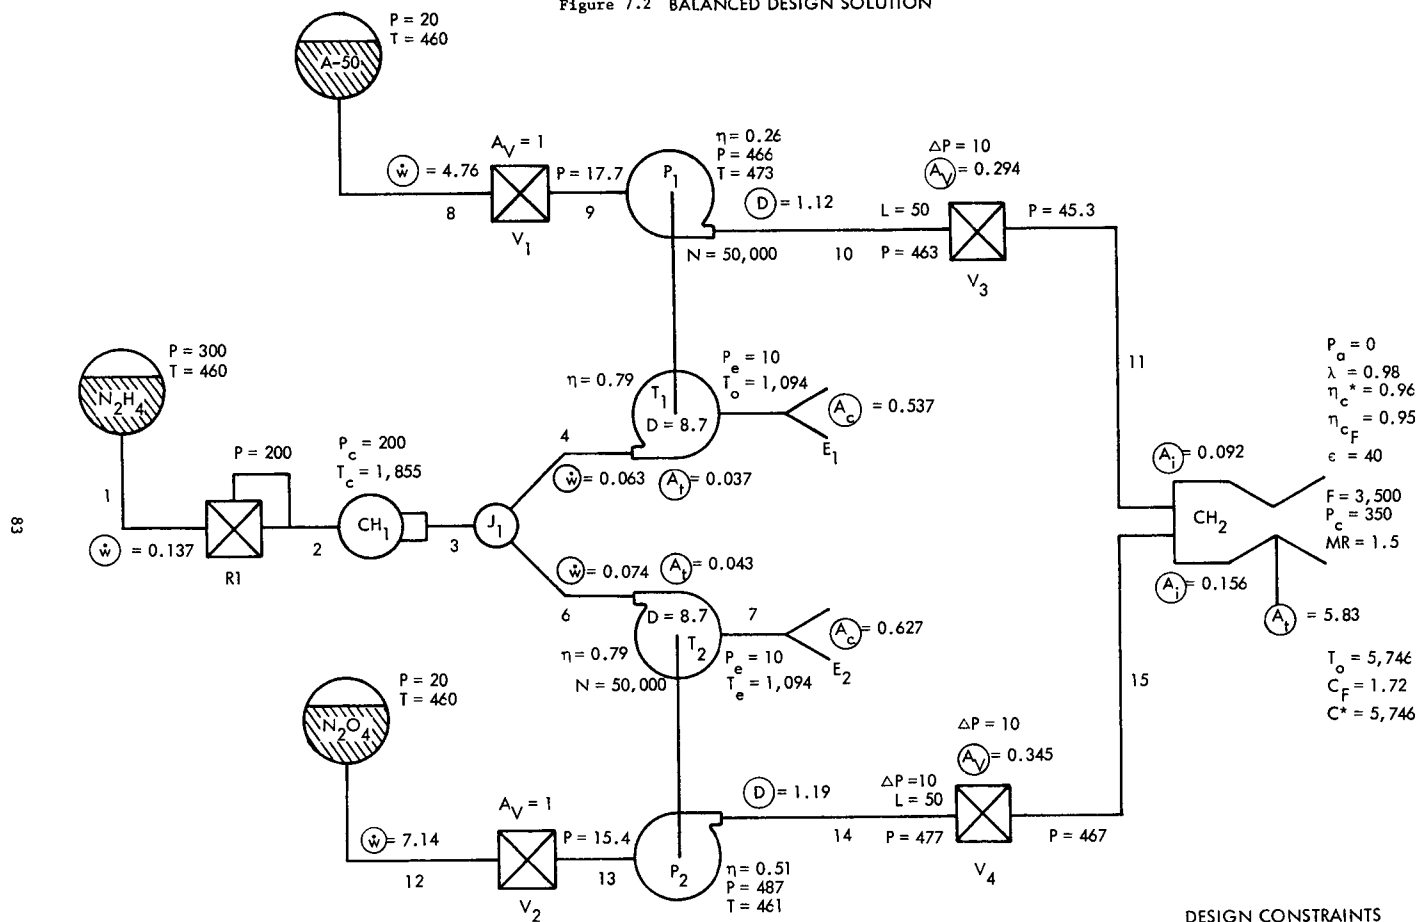 Figure 7.2 BALANCED DESIGN SOLUTION
P = 20
T = 460
A-50
ẇ = 4.76
8
A_V = 1
V_1
P = 17.7
9
P_1
η = 0.26
P = 466
T = 473
D = 1.12
N = 50,000
10
ΔP = 10
A_V = 0.294
L = 50
P = 463
V_3
P = 45.3
11
P = 300
T = 460
N_2H_4
1
ẇ = 0.137
P = 200
R1
2
P_c = 200
T_c = 1,855
CH_1
3
J_1
4
ẇ = 0.063
A_t = 0.037
η = 0.79
T_1
D = 8.7
P_e = 10
T_o = 1,094
A_c = 0.537
E_1
ẇ = 0.074
A_t = 0.043
6
D = 8.7
T_2
η = 0.79
N = 50,000
7
P_e = 10
T_e = 1,094
A_c = 0.627
E_2
P_a = 0
λ = 0.98
η_c* = 0.96
η_c_F = 0.95
ε = 40
A_i = 0.092
CH_2
F = 3,500
P_c = 350
MR = 1.5
A_i = 0.156
A_t = 5.83
T_o = 5,746
C_F = 1.72
C* = 5,746
15
P = 20
T = 460
N_2O_4
ẇ = 7.14
12
A_V = 1
V_2
P = 15.4
13
P_2
η = 0.51
P = 487
T = 461
D = 1.19
14
ΔP = 10
A_V = 0.345
ΔP = 10
L = 50
P = 477
V_4
P = 467
83
DESIGN CONSTRAINTS